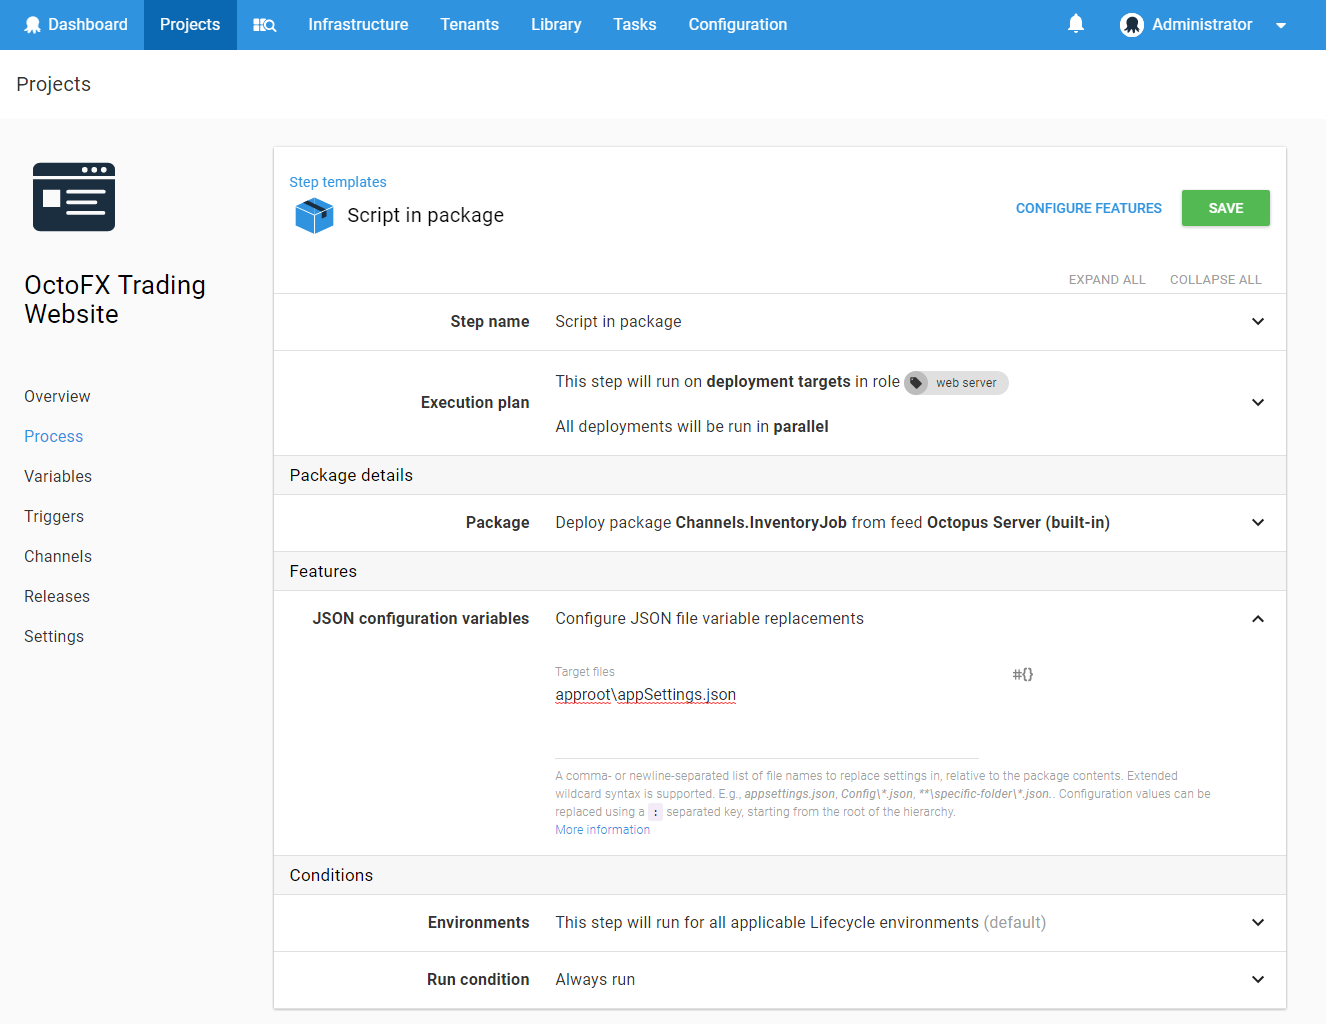 Dashboard Projects Infrastructure Tenants Library Tasks Configuration Administrator
Projects
OctoFX Trading
Website
Overview
Process
Variables
Triggers
Channels
Releases
Settings
Step templates
Script in package
CONFIGURE FEATURES SAVE
EXPAND ALL COLLAPSE ALL
Step name Script in package
Execution plan
This step will run on deployment targets in role web server
All deployments will be run in parallel
Package details
Package Deploy package Channels.InventoryJob from feed Octopus Server (built-in)
Features
JSON configuration variables Configure JSON file variable replacements
Target files
#{}
approot\appSettings.json
A comma- or newline-separated list of file names to replace settings in, relative to the package contents. Extended
wildcard syntax is supported. E.g., appsettings.json, Config\*.json, **\specific-folder\*.json.. Configuration values can be
replaced using a : separated key, starting from the root of the hierarchy.
More information
Conditions
Environments This step will run for all applicable Lifecycle environments (default)
Run condition Always run